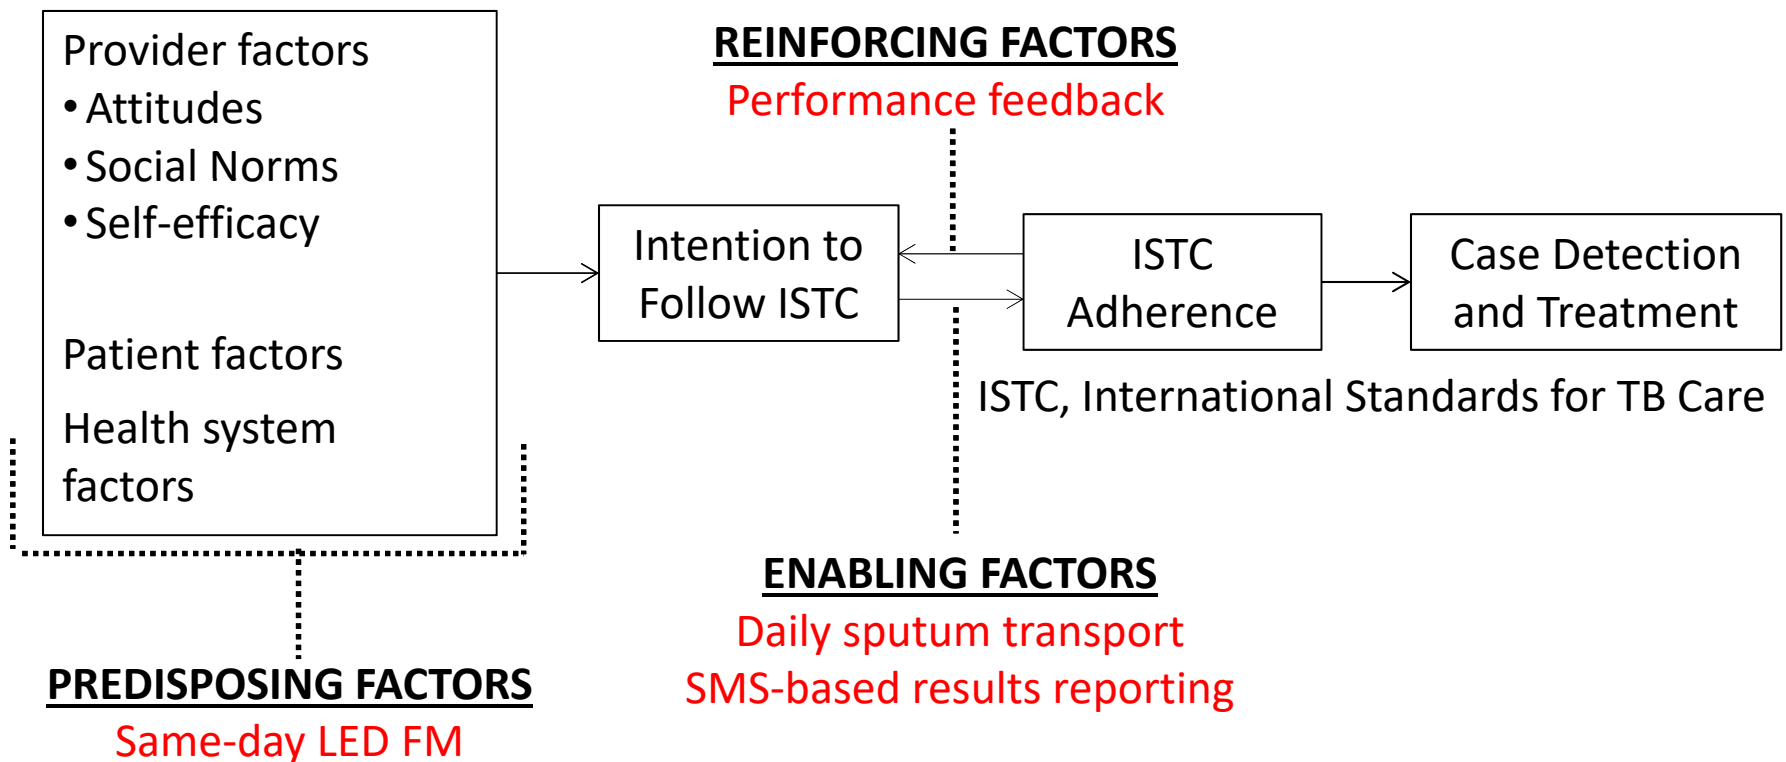 Provider factors
• Attitudes
• Social Norms
• Self-efficacy
Patient factors
Health system
factors
REINFORCING FACTORS
Performance feedback
Intention to
Follow ISTC
ISTC
Adherence
Case Detection
and Treatment
ISTC, International Standards for TB Care
ENABLING FACTORS
Daily sputum transport
SMS-based results reporting
PREDISPOSING FACTORS
Same-day LED FM